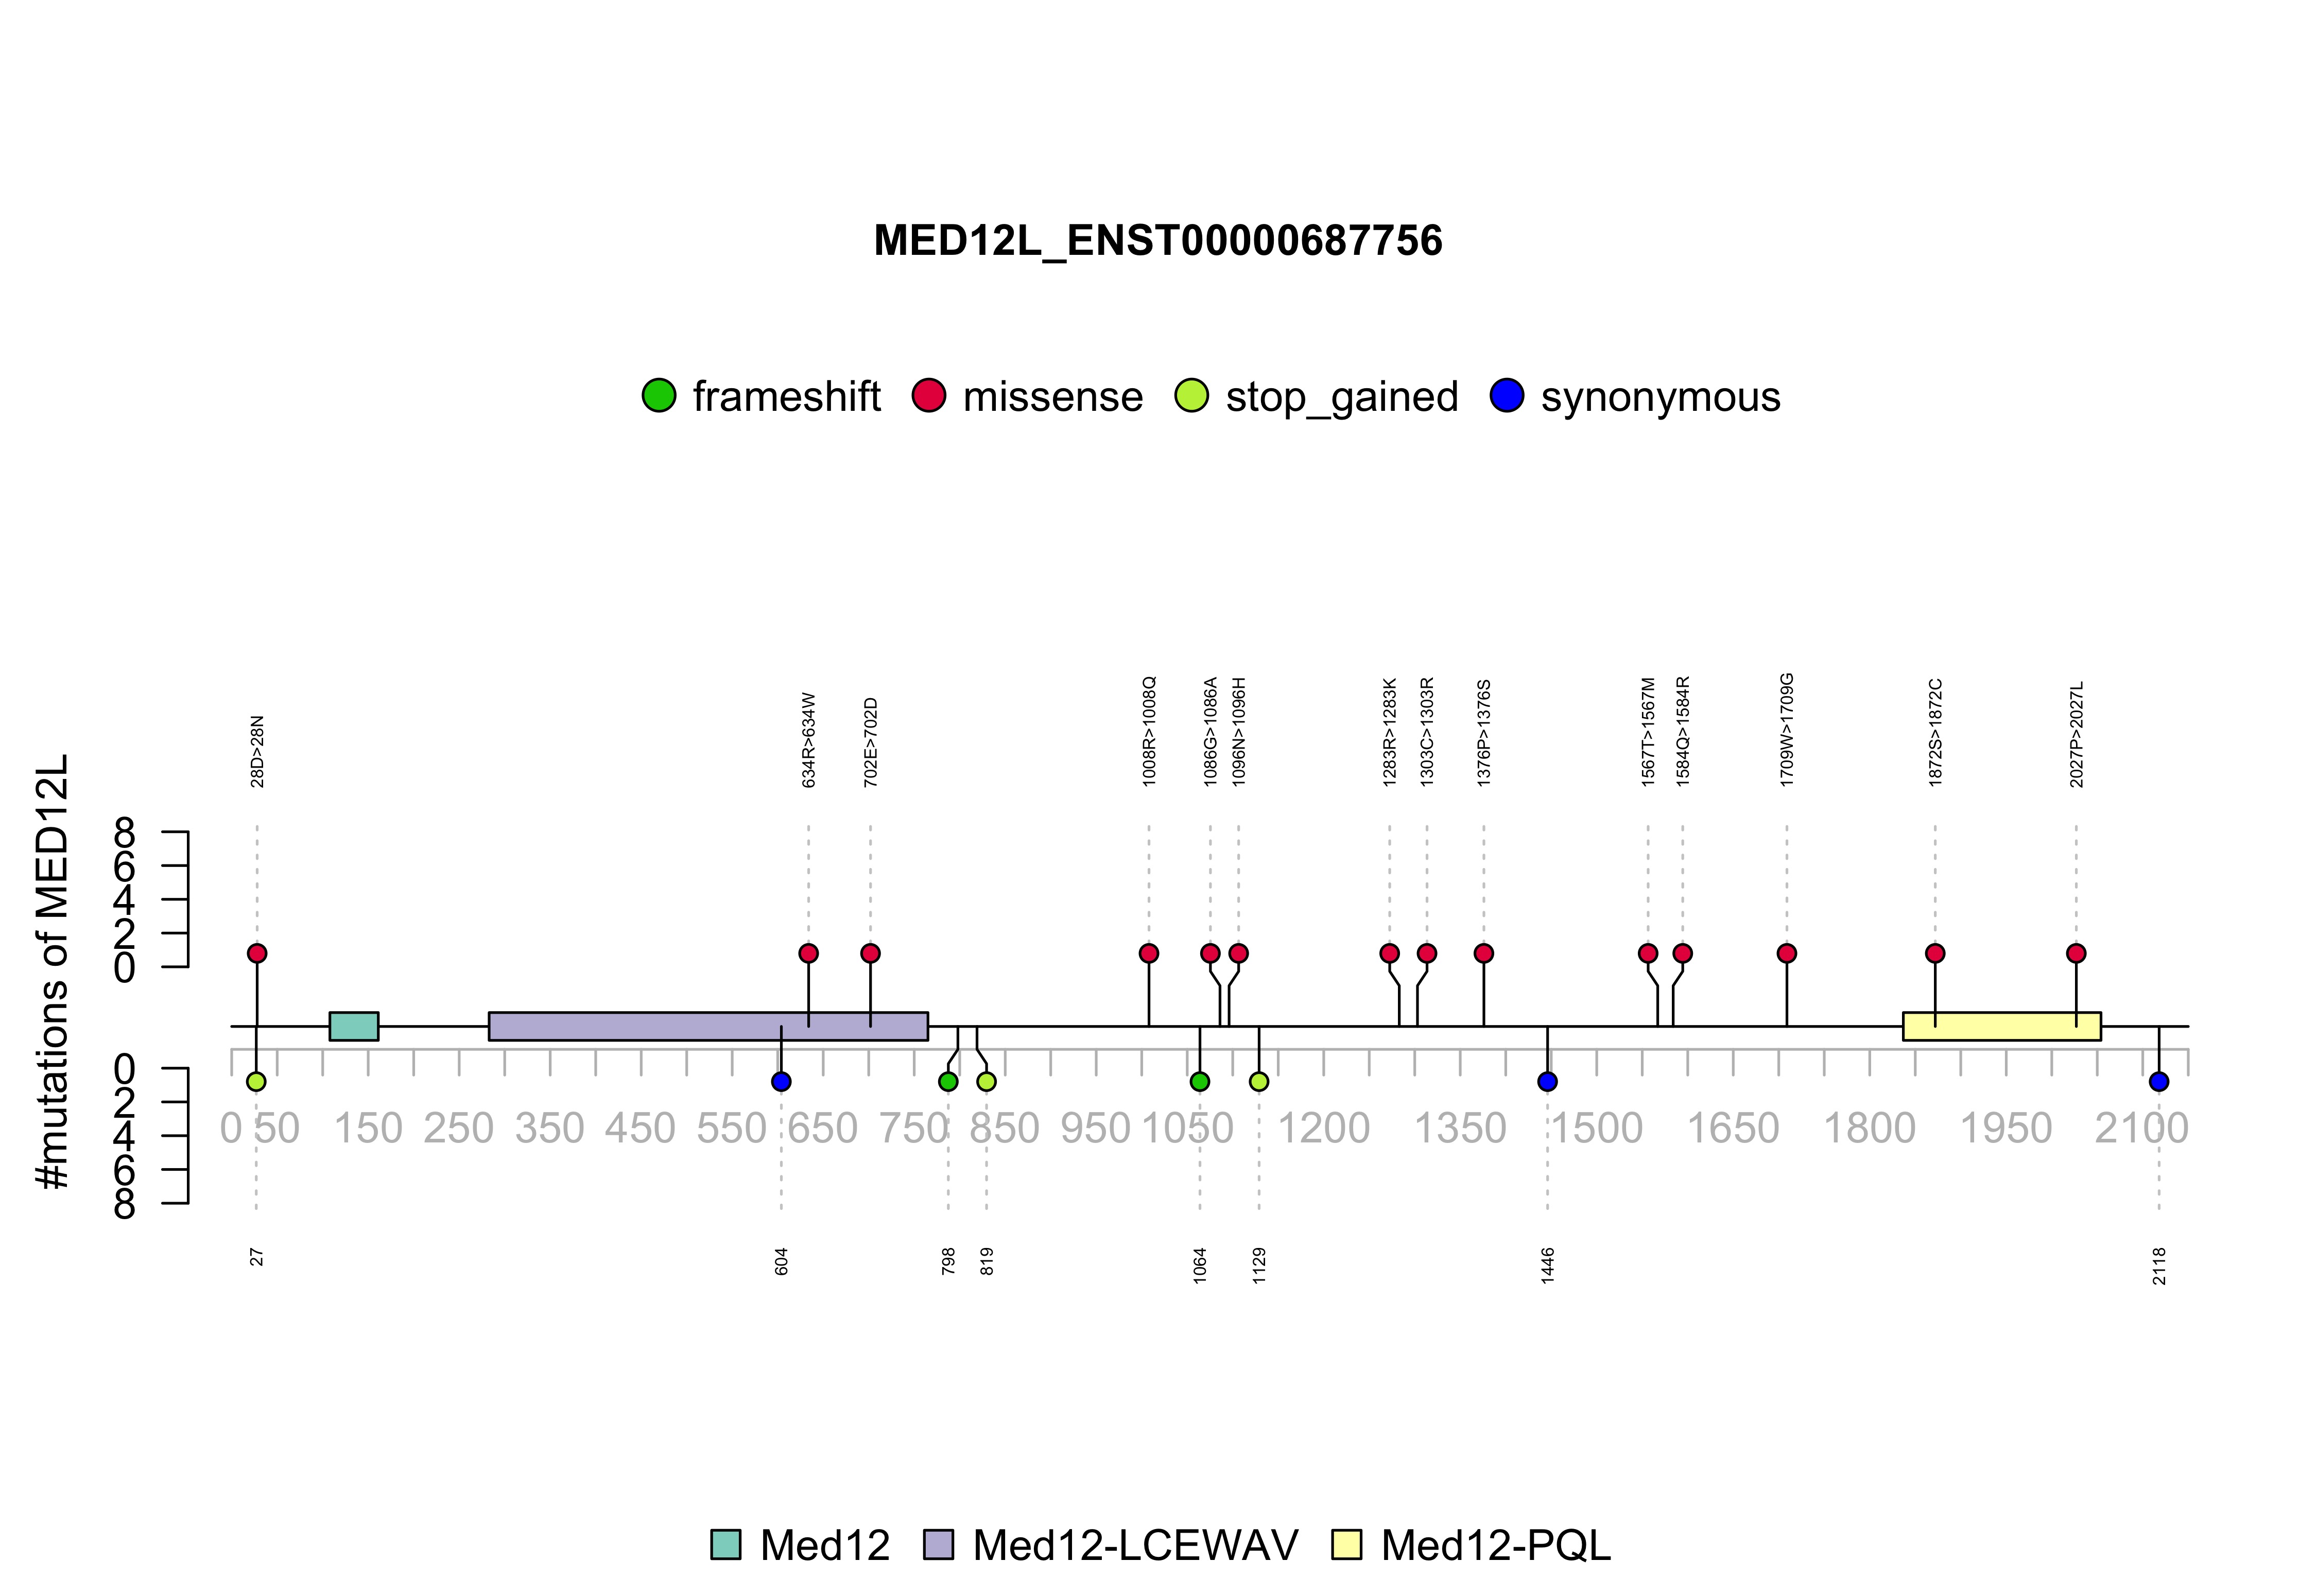 MED12L_ENST00000687756
frameshift missense stop_gained synonymous
28D>28N
634R>634W
702E>702D
1008R>1008Q
1086G>1086A
1096N>1096H
1283R>1283K
1303C>1303R
1376P>1376S
1567T>1567M
1584Q>1584R
1709W>1709G
1872S>1872C
2027P>2027L
#mutations of MED12L
8
6
4
2
0
0
2
4
6
8
0 50 150 250 350 450 550 650 750 850 950 1050 1200 1350 1500 1650 1800 1950 2100
27
604
798
819
1064
1129
1446
2118
Med12 Med12-LCEWAV Med12-PQL